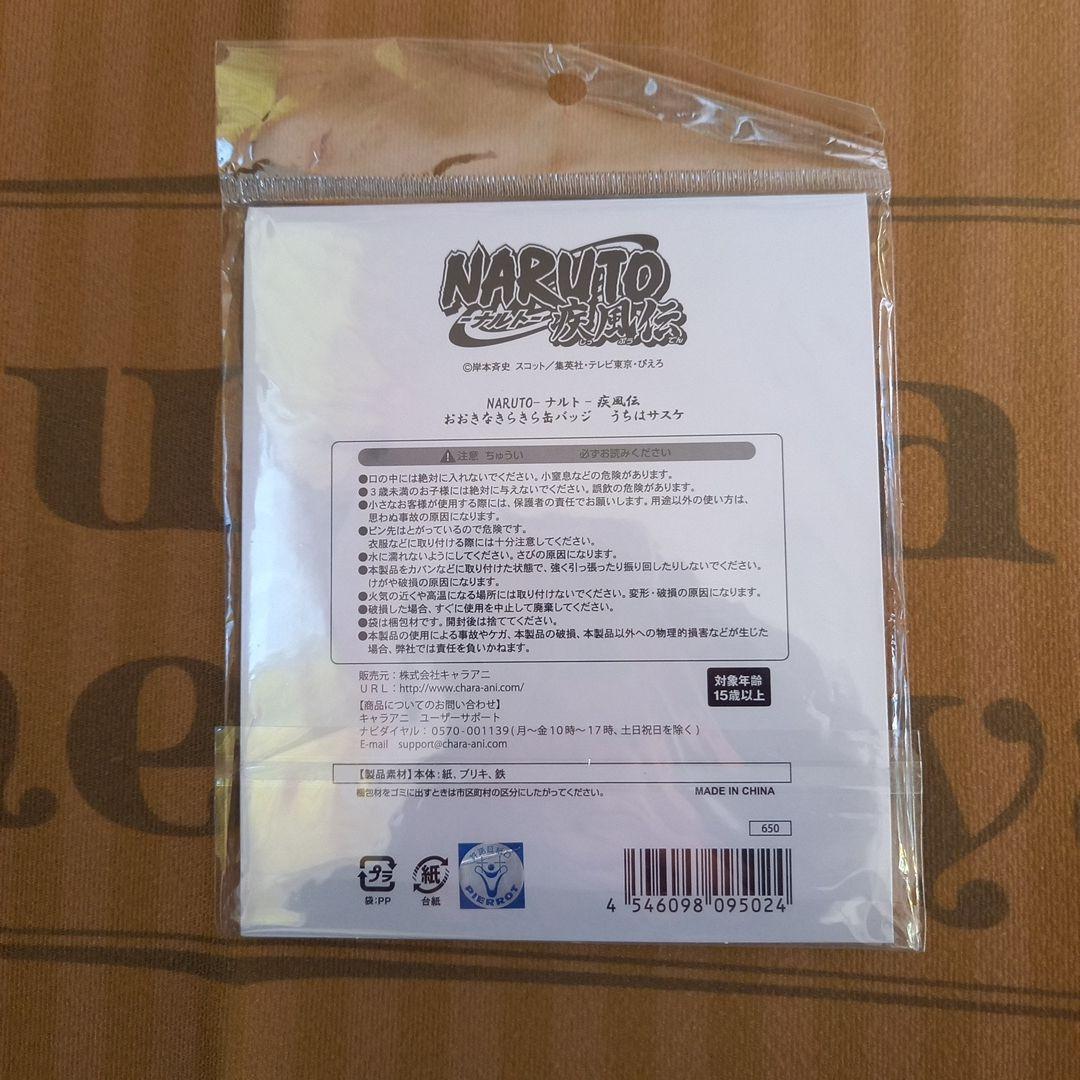 NARUTO
-ナルト- 疾風伝
しっ ぷう でん
©岸本斉史 スコット/集英社・テレビ東京・ぴえろ
NARUTO-ナルト-疾風伝
おおきなきらきら缶バッジ うちはサスケ
注意 ちゅうい 必ずお読みください
●口の中には絶対に入れないでください。小窒息などの危険があります。
●3歳未満のお子様には絶対に与えないでください。誤飲の危険があります。
●小さなお客様が使用する際には、保護者の責任でお願いします。用途以外の使い方は、
思わぬ事故の原因になります。
●ピン先はとがっているので危険です。
衣服などに取り付ける際には十分注意してください。
●水に濡れないようにしてください。さびの原因になります。
●本製品をカバンなどに取り付けた状態で、強く引っ張ったり振り回したりしないでください。
けがや破損の原因になります。
●火気の近くや高温になる場所には取り付けないでください。変形・破損の原因になります。
●破損した場合、すぐに使用を中止して廃棄してください。
●袋は梱包材です。開封後は捨ててください。
●本製品の使用による事故やケガ、本製品の破損、本製品以外への物理的損害などが生じた
場合、弊社では責任を負いかねます。
販売元:株式会社キャラアニ
URL:http://www.chara-ani.com/
対象年齢
15歳以上
【商品についてのお問い合わせ】
キャラアニ ユーザーサポート
ナビダイヤル:0570-001139(月〜金10時〜17時、土日祝日を除く)
E-mail support@chara-ani.com
【製品素材】本体:紙、ブリキ、鉄
梱包材をゴミに出すときは市区町村の区分にしたがってください。
MADE IN CHINA
650
プラ
袋:PP
紙
台紙
PIERROT
4 546098 095024